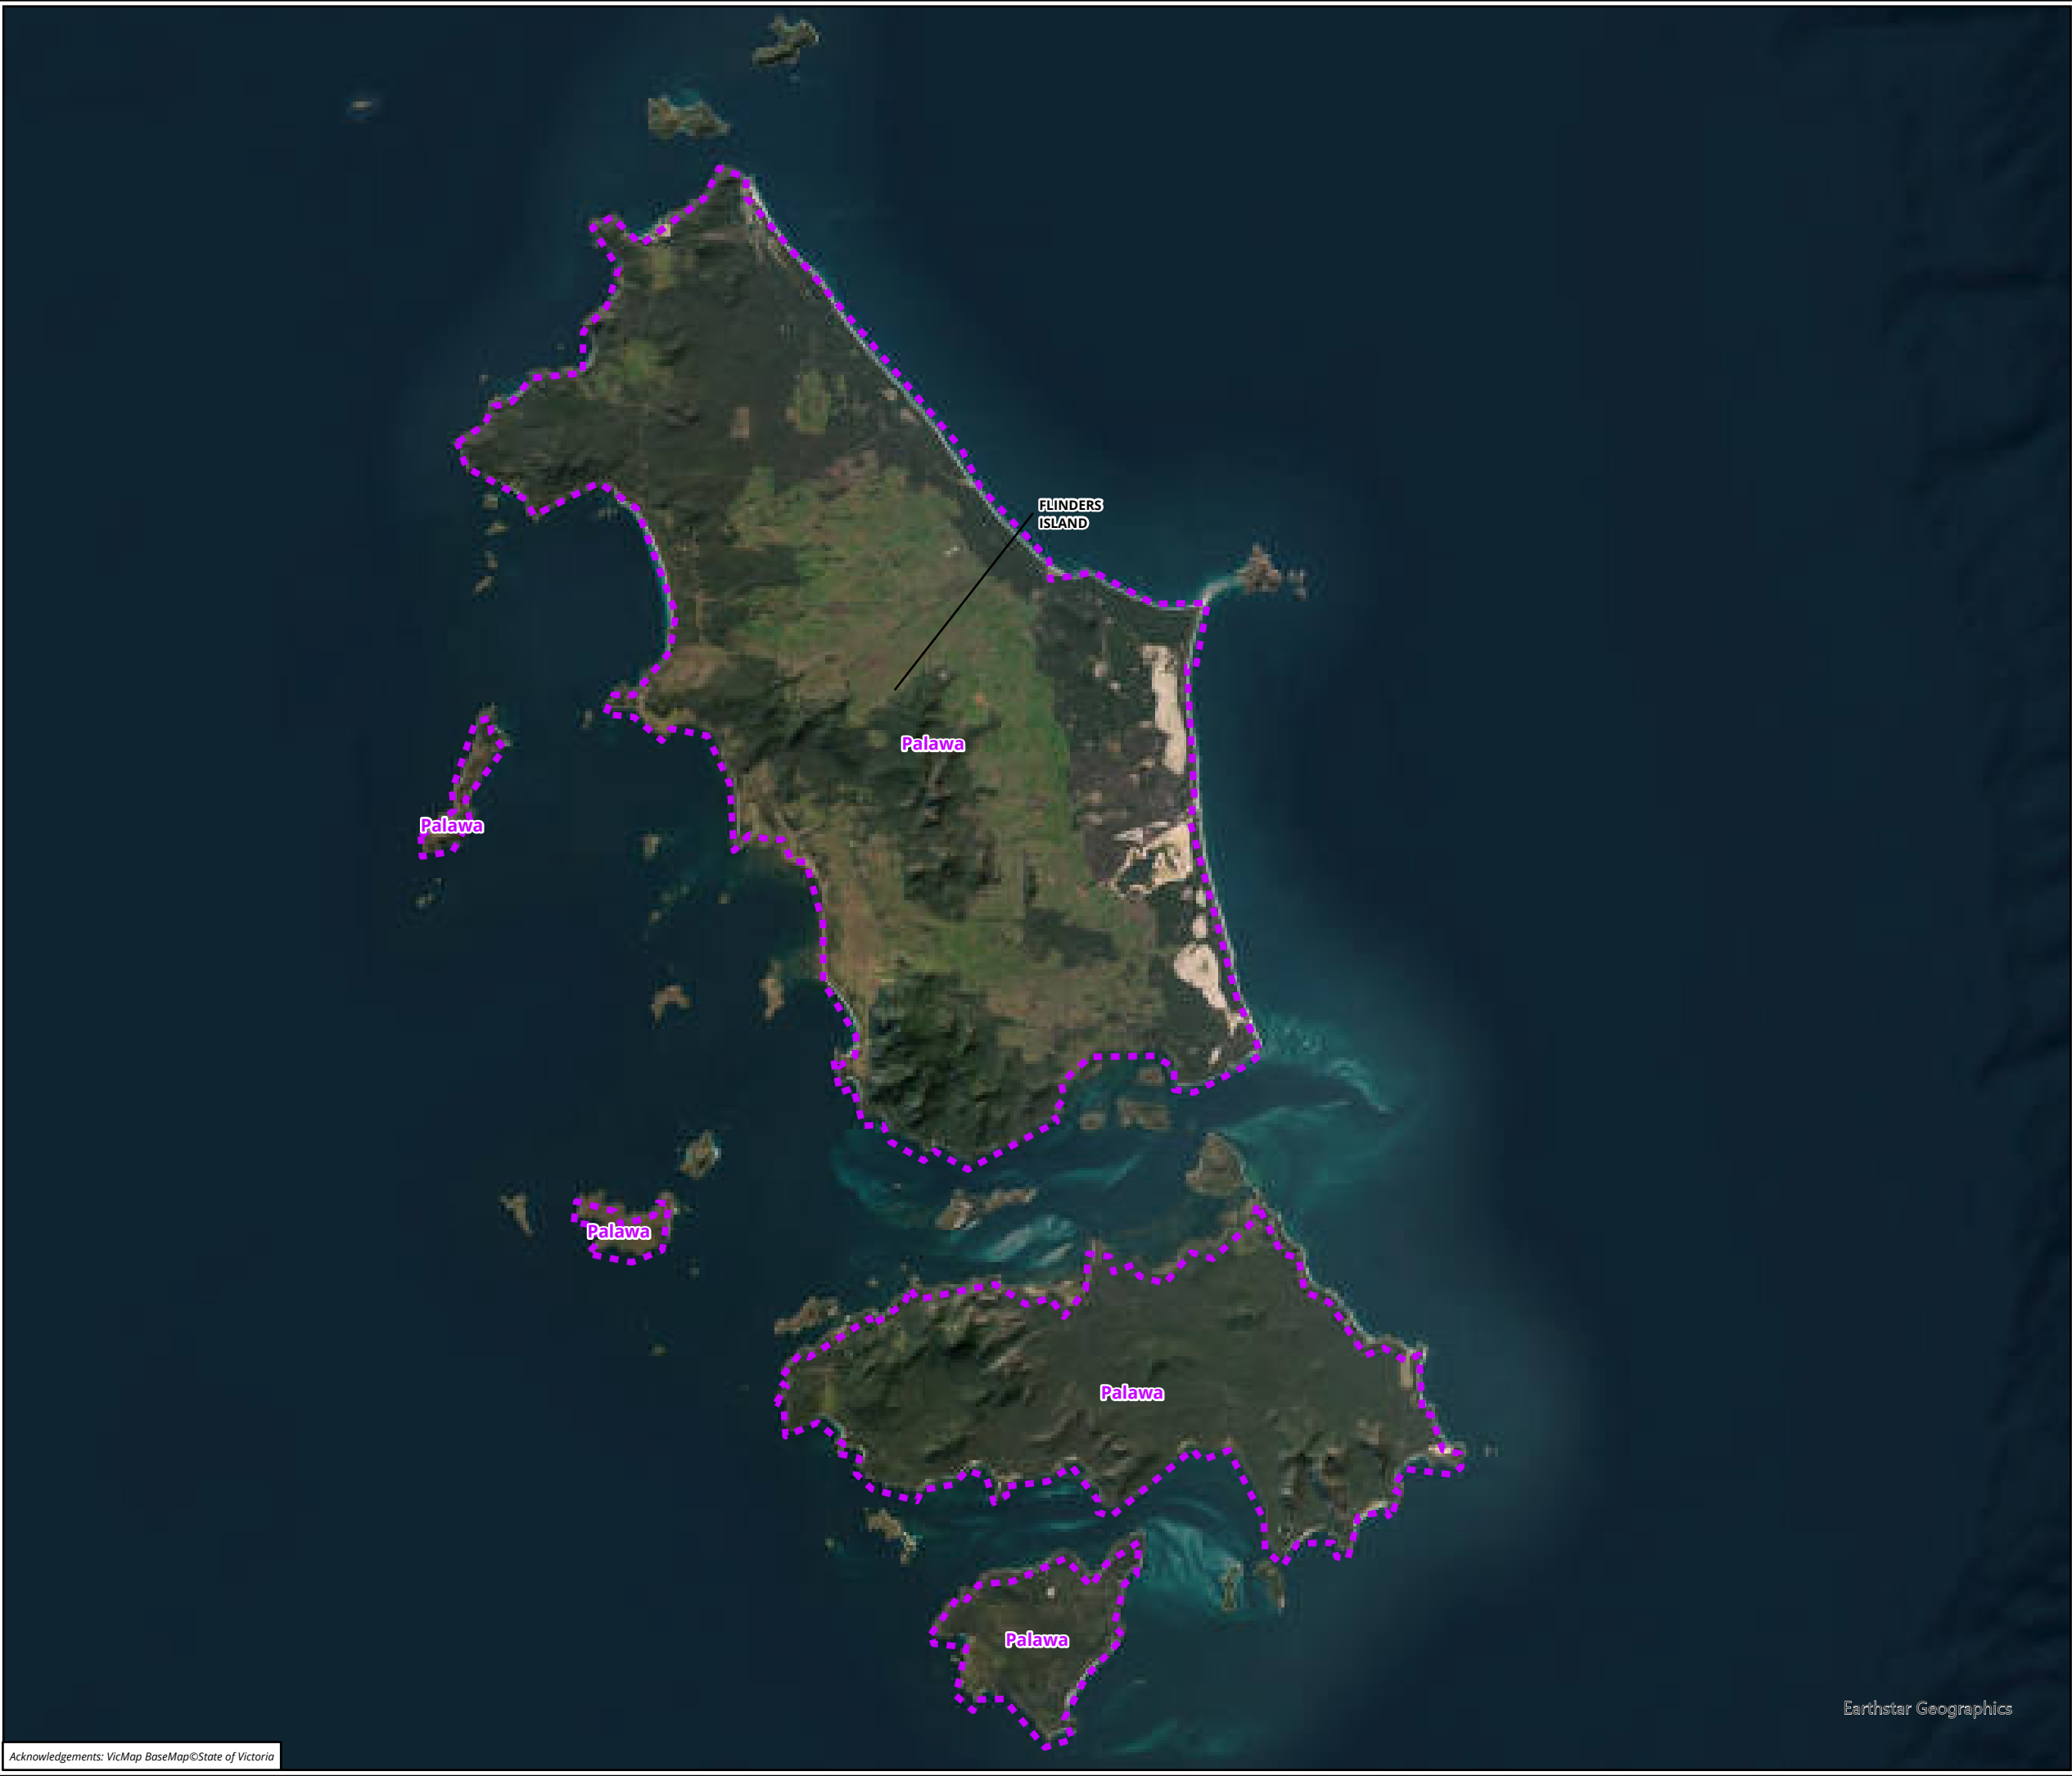 FLINDERS
ISLAND
Palawa
Palawa
Palawa
Palawa
Palawa
Earthstar Geographics
Acknowledgements: VicMap BaseMap©State of Victoria